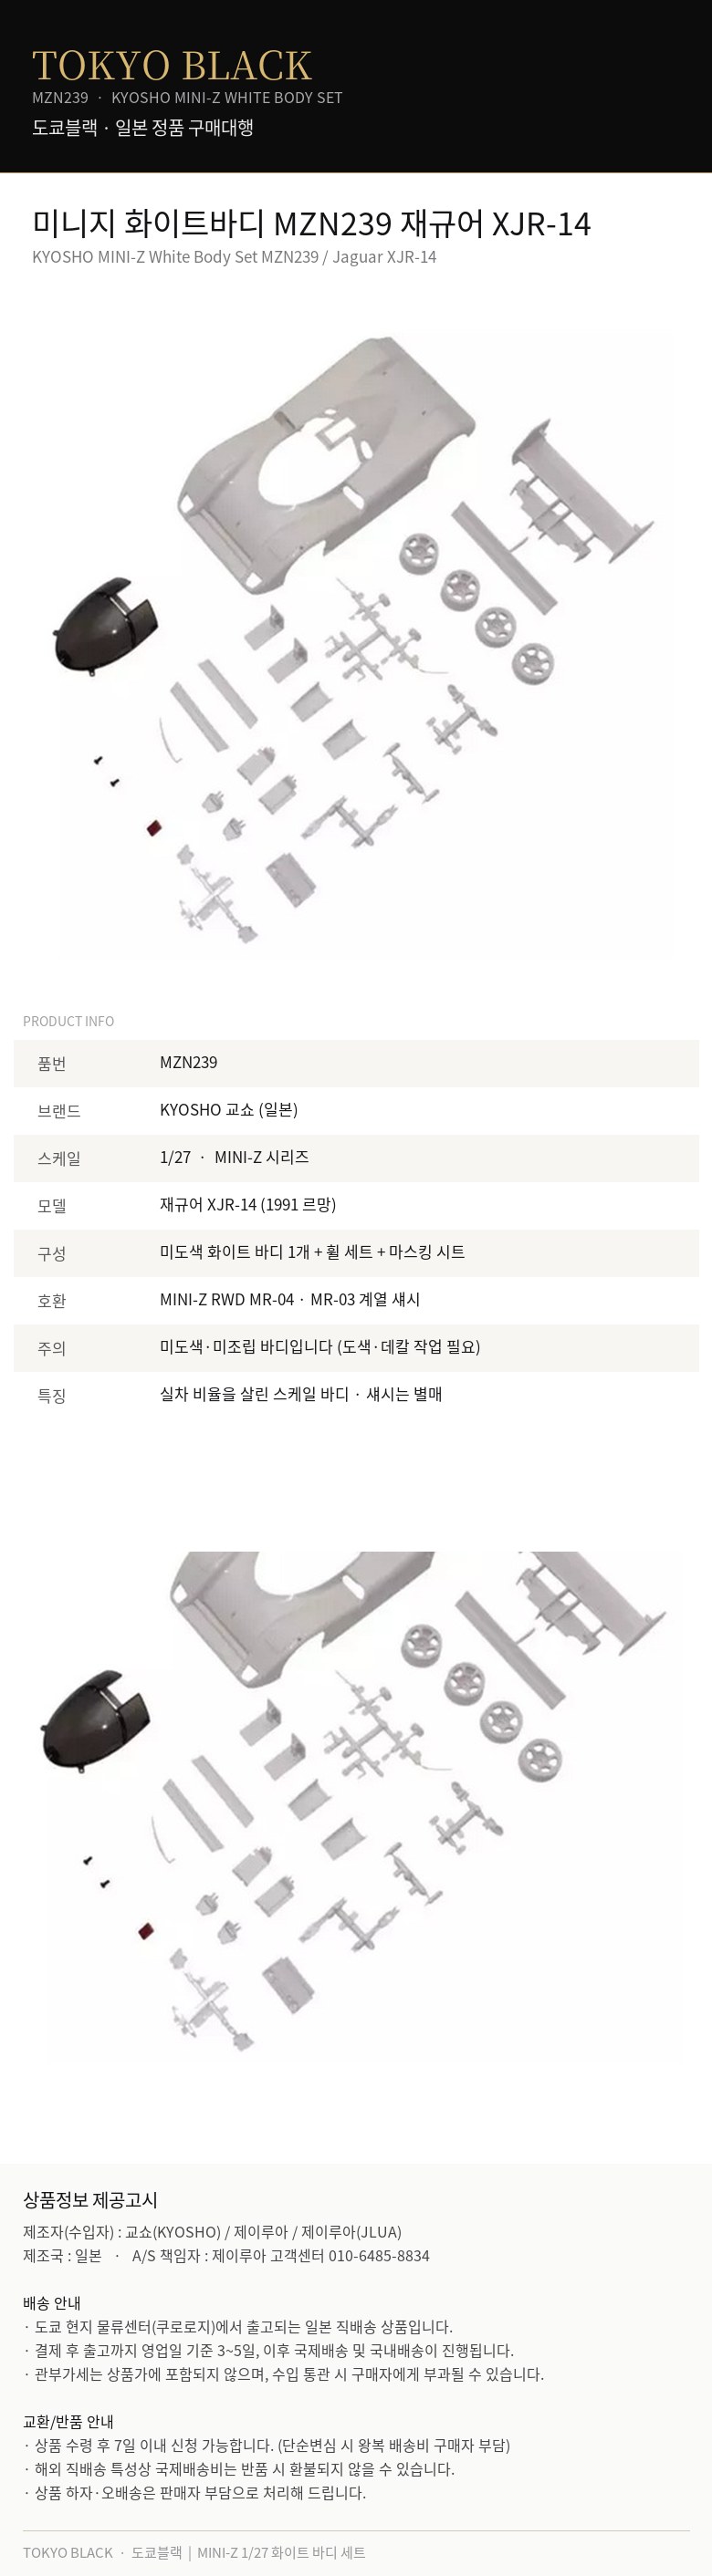 TOKYO BLACK
MZN239 · KYOSHO MINI-Z WHITE BODY SET
도쿄블랙 · 일본 정품 구매대행
미니지 화이트바디 MZN239 재규어 XJR-14
KYOSHO MINI-Z White Body Set MZN239 / Jaguar XJR-14
PRODUCT INFO
품번 MZN239
브랜드 KYOSHO 교쇼 (일본)
스케일 1/27 · MINI-Z 시리즈
모델 재규어 XJR-14 (1991 르망)
구성 미도색 화이트 바디 1개 + 휠 세트 + 마스킹 시트
호환 MINI-Z RWD MR-04 · MR-03 계열 섀시
주의 미도색·미조립 바디입니다 (도색·데칼 작업 필요)
특징 실차 비율을 살린 스케일 바디 · 섀시는 별매
상품정보 제공고시
제조자(수입자) : 교쇼(KYOSHO) / 제이루아 / 제이루아(JLUA)
제조국 : 일본 · A/S 책임자 : 제이루아 고객센터 010-6485-8834
배송 안내
· 도쿄 현지 물류센터(쿠로로지)에서 출고되는 일본 직배송 상품입니다.
· 결제 후 출고까지 영업일 기준 3~5일, 이후 국제배송 및 국내배송이 진행됩니다.
· 관부가세는 상품가에 포함되지 않으며, 수입 통관 시 구매자에게 부과될 수 있습니다.
교환/반품 안내
· 상품 수령 후 7일 이내 신청 가능합니다. (단순변심 시 왕복 배송비 구매자 부담)
· 해외 직배송 특성상 국제배송비는 반품 시 환불되지 않을 수 있습니다.
· 상품 하자·오배송은 판매자 부담으로 처리해 드립니다.
TOKYO BLACK · 도쿄블랙 | MINI-Z 1/27 화이트 바디 세트